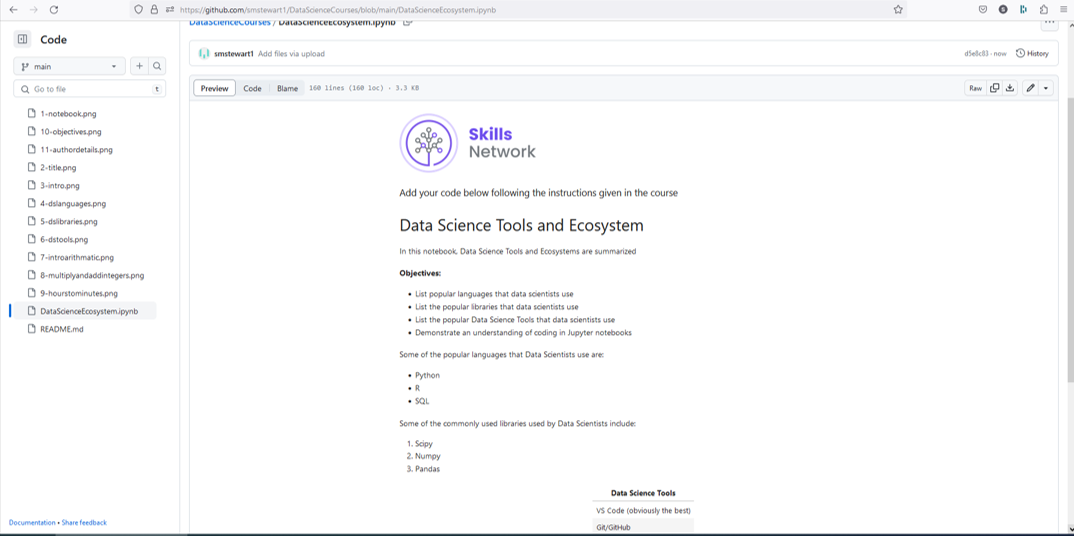 https://github.com/smstewart1/DataScienceCourses/blob/main/DataScienceEcosystem.ipynb
DataScienceCourses / DataScienceEcosystem.ipynb
Code
main
Go to file
t
1-notebook.png
10-objectives.png
11-authordetails.png
2-title.png
3-intro.png
4-dslanguages.png
5-dslibraries.png
6-dstools.png
7-introarithmatic.png
8-multiplyandaddintegers.png
9-hourstominutes.png
DataScienceEcosystem.ipynb
README.md
Documentation • Share feedback
smstewart1 Add files via upload
d5e8c83 · now History
Preview Code Blame 160 lines (160 loc) · 3.3 KB
Raw
Skills
Network
Add your code below following the instructions given in the course
Data Science Tools and Ecosystem
In this notebook, Data Science Tools and Ecosystems are summarized
Objectives:
• List popular languages that data scientists use
• List the popular libraries that data scientists use
• List the popular Data Science Tools that data scientists use
• Demonstrate an understanding of coding in Jupyter notebooks
Some of the popular languages that Data Scientists use are:
• Python
• R
• SQL
Some of the commonly used libraries used by Data Scientists include:
1. Scipy
2. Numpy
3. Pandas
Data Science Tools
VS Code (obviously the best)
Git/GitHub